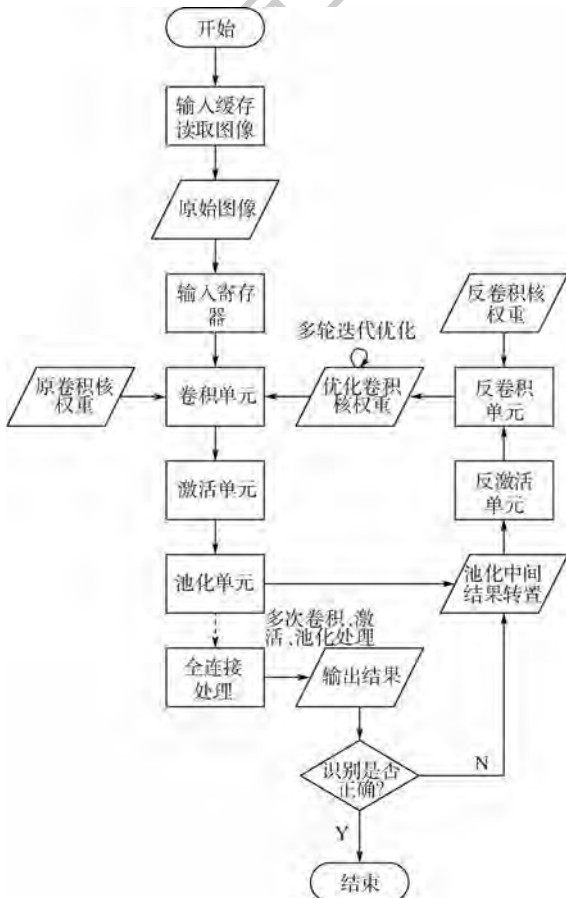 开始
输入缓存
读取图像
原始图像
输入寄存
器
反卷积核
权重
多轮迭代优化
原卷积核
权重
卷积单元
优化卷积
核权重
反卷积
单元
激活单元
反激活
单元
池化单元
池化中间
结果转置
多次卷积、激
活、池化处理
全连接
处理
输出结果
识别是否
正确?
N
Y
结束